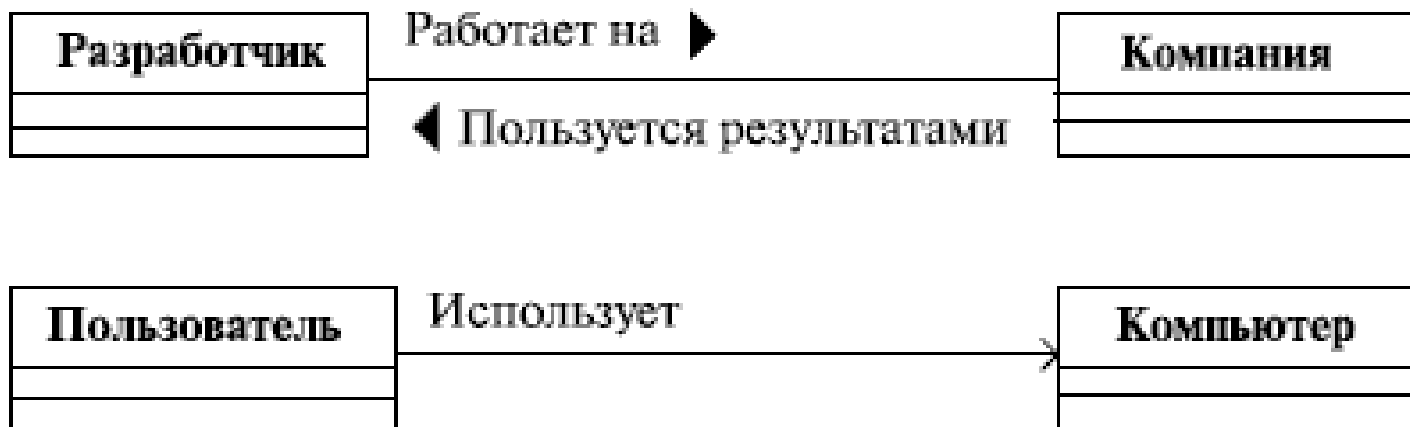 Разработчик
Работает на
Компания
Пользуется результатами
Пользователь
Использует
Компьютер